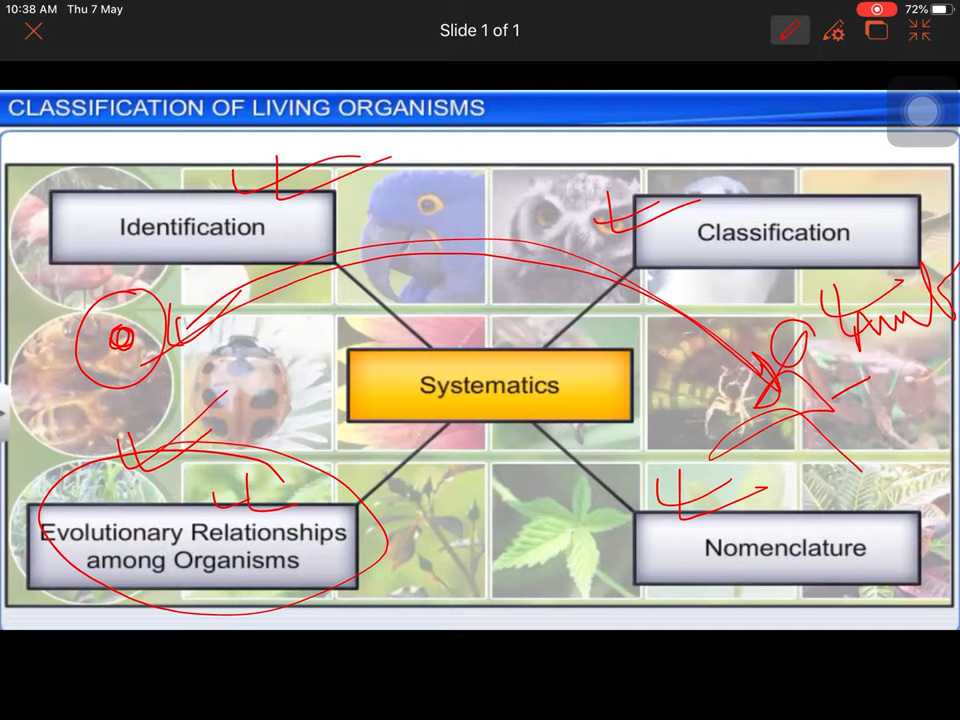 10:38 AM Thu 7 May
72%
Slide 1 of 1
CLASSIFICATION OF LIVING ORGANISMS
Identification
Classification
Systematics
Evolutionary Relationships
among Organisms
Nomenclature